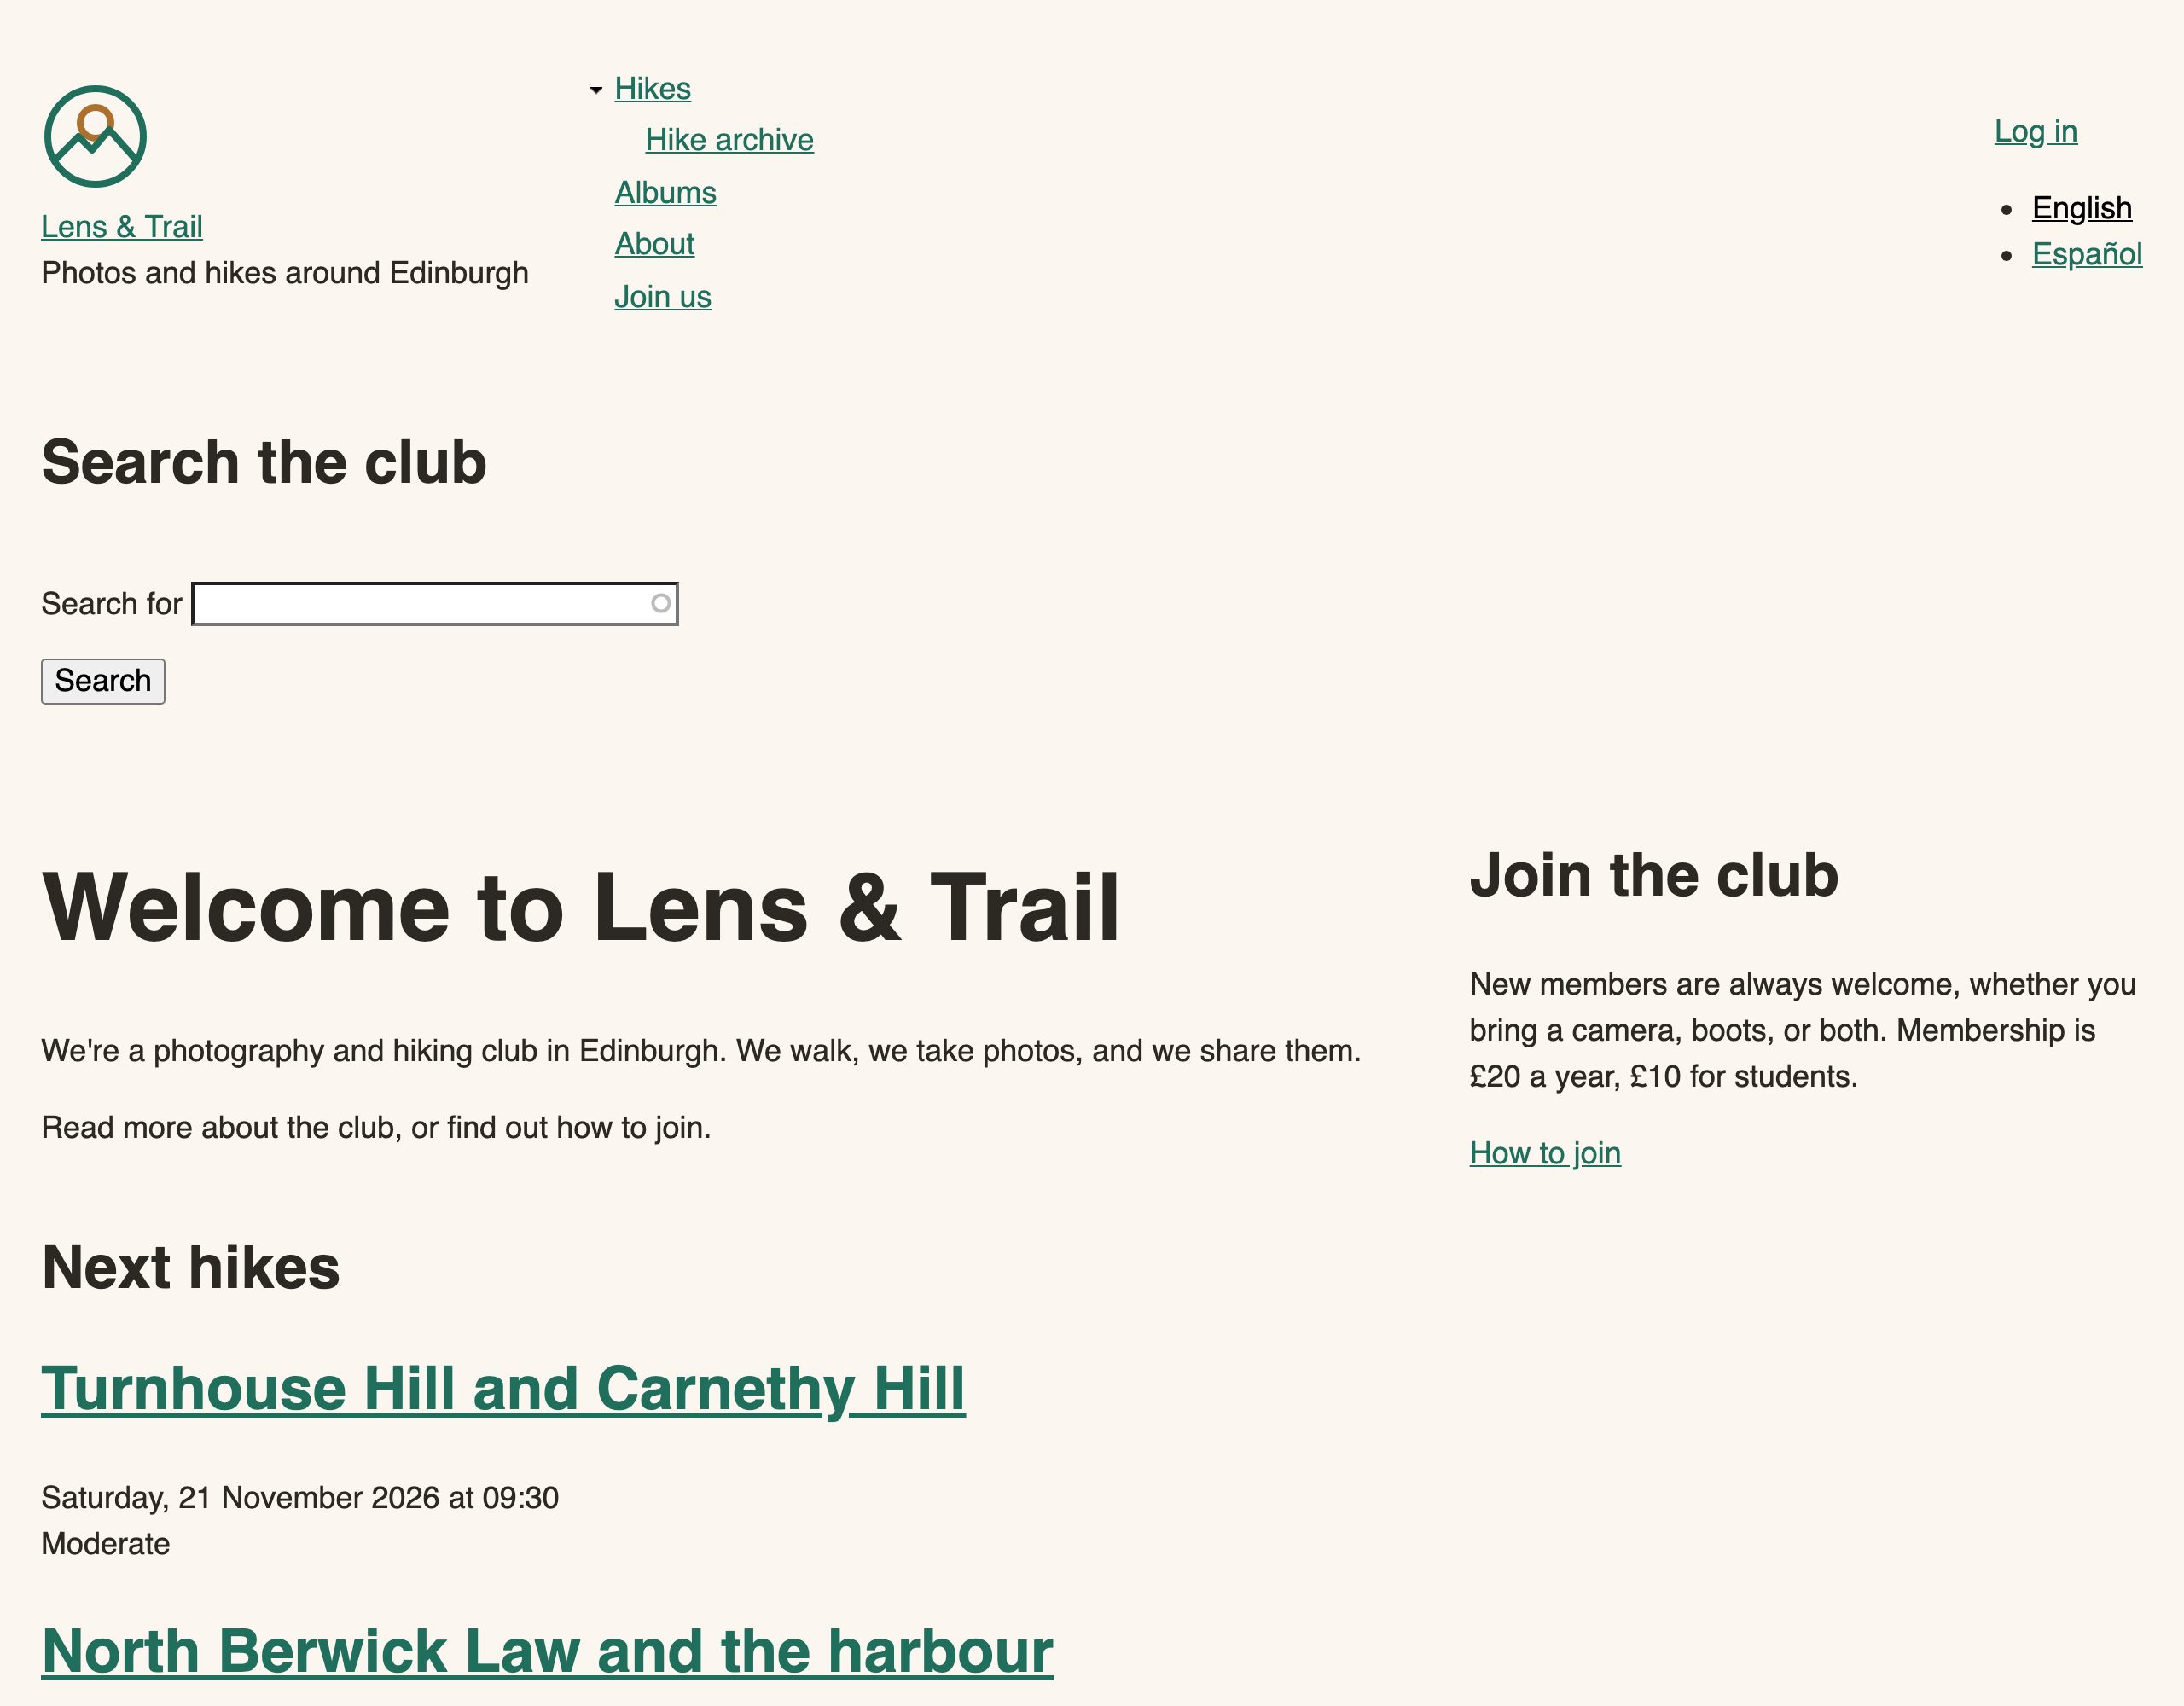 Lens & Trail
Photos and hikes around Edinburgh
Hikes
Hike archive
Albums
About
Join us
Log in
English
Español
Search the club
Search for
Search
Welcome to Lens & Trail
We're a photography and hiking club in Edinburgh. We walk, we take photos, and we share them.
Read more about the club, or find out how to join.
Join the club
New members are always welcome, whether you
bring a camera, boots, or both. Membership is
£20 a year, £10 for students.
How to join
Next hikes
Turnhouse Hill and Carnethy Hill
Saturday, 21 November 2026 at 09:30
Moderate
North Berwick Law and the harbour